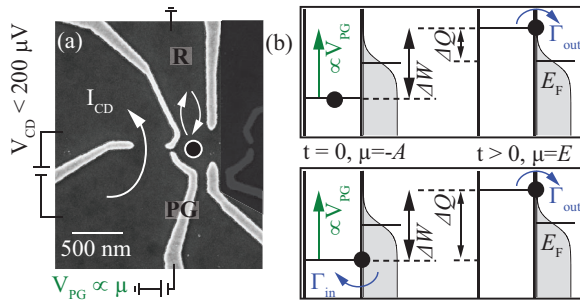 (a)
R
V_CD < 200 μV
I_CD
PG
500 nm
V_PG ∝ μ
(b)
∝V_PG
ΔW
ΔQ
Γ_out
E_F
t = 0, μ=-A
t > 0, μ=E
∝V_PG
ΔW
ΔQ
Γ_out
Γ_in
E_F